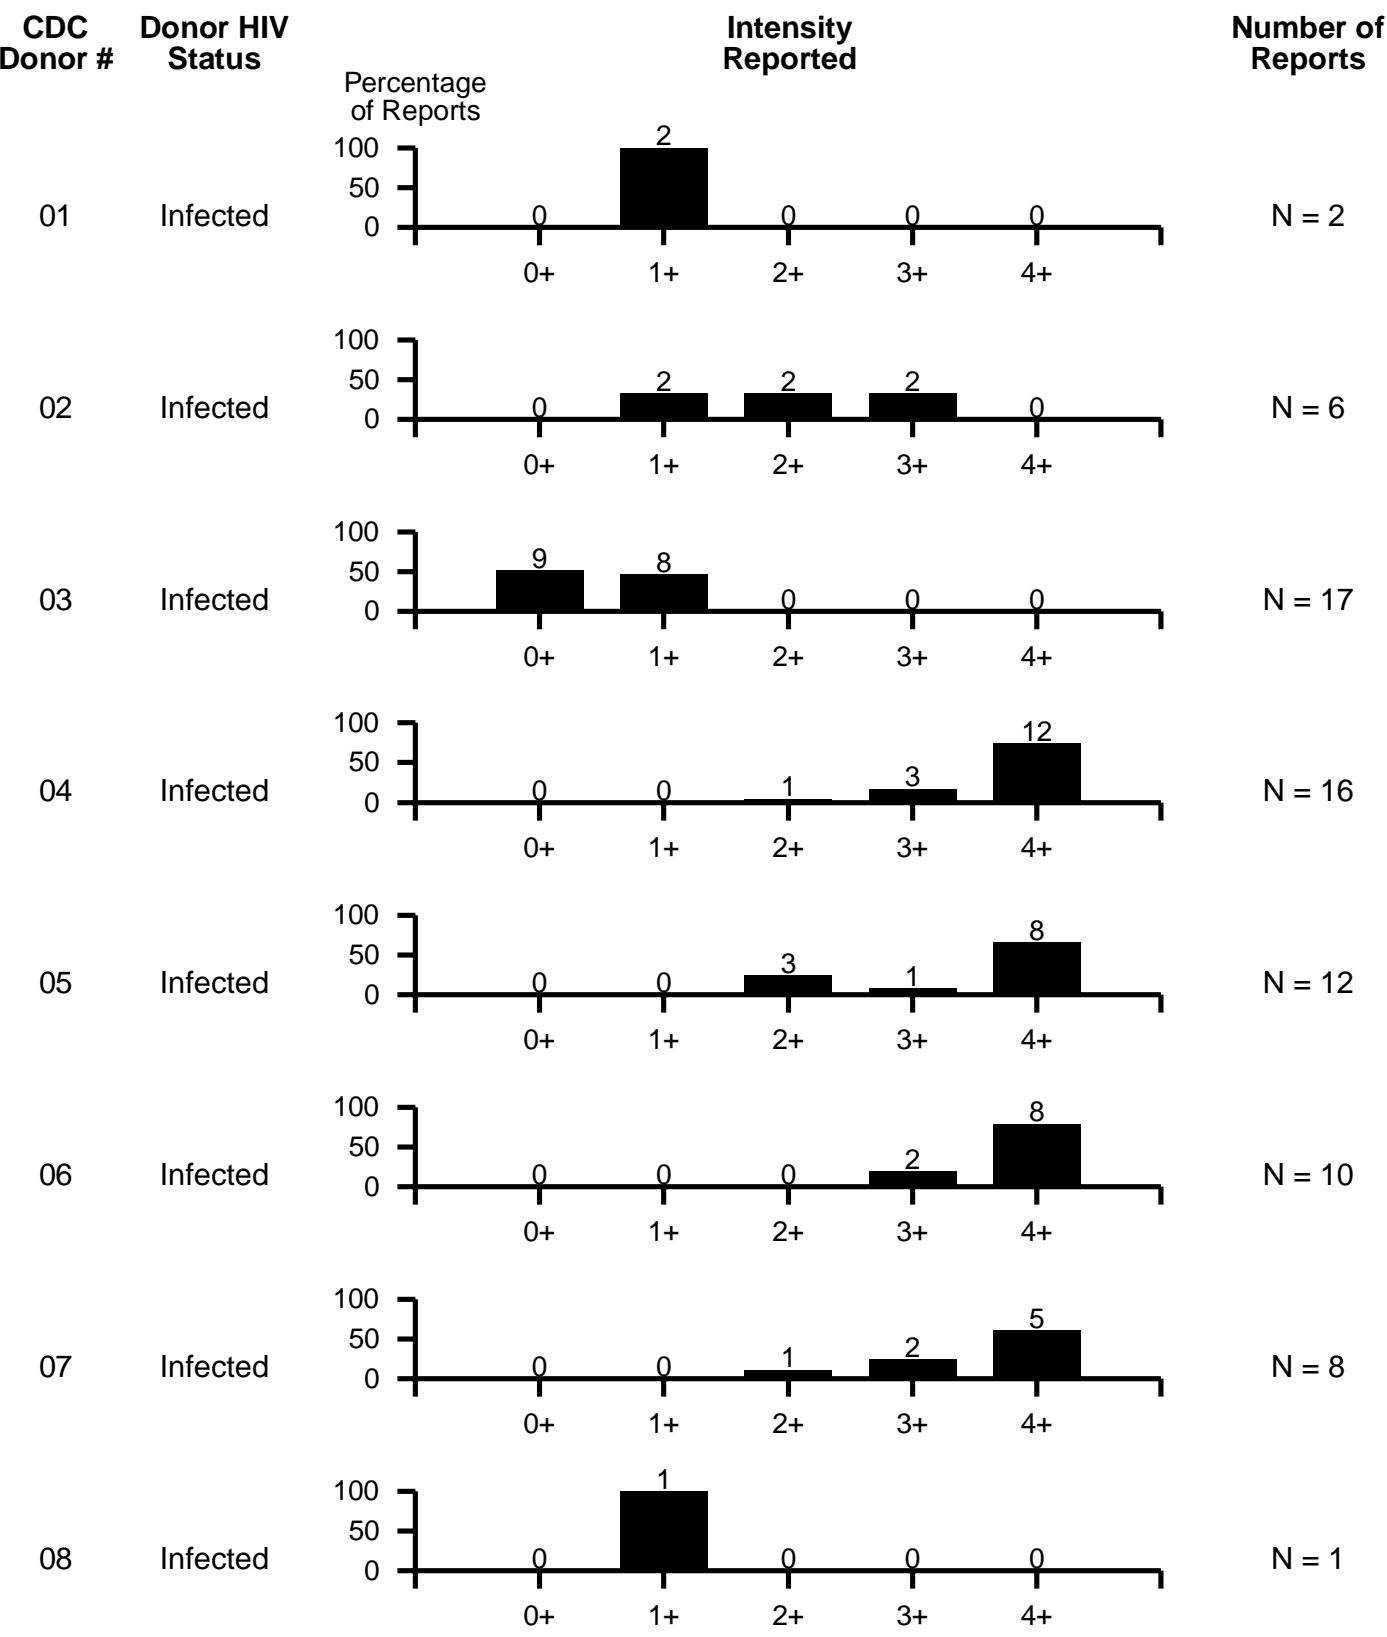 CDC Donor HIV Intensity Number of
Donor # Status Reported Reports
Percentage
of Reports
2
100
50
01 Infected 0 0 0 0 0 N = 2
0+ 1+ 2+ 3+ 4+
100
50 2 2 2
02 Infected 0 0 0 N = 6
0+ 1+ 2+ 3+ 4+
100
50 9 8
03 Infected 0 0 0 0 N = 17
0+ 1+ 2+ 3+ 4+
100 12
50
04 Infected 0 0 0 1 3 N = 16
0+ 1+ 2+ 3+ 4+
100 8
50 3
05 Infected 0 0 0 1 N = 12
0+ 1+ 2+ 3+ 4+
100 8
50 2
06 Infected 0 0 0 0 N = 10
0+ 1+ 2+ 3+ 4+
100 5
50 1 2
07 Infected 0 0 0 N = 8
0+ 1+ 2+ 3+ 4+
1
100
50
08 Infected 0 0 0 0 0 N = 1
0+ 1+ 2+ 3+ 4+